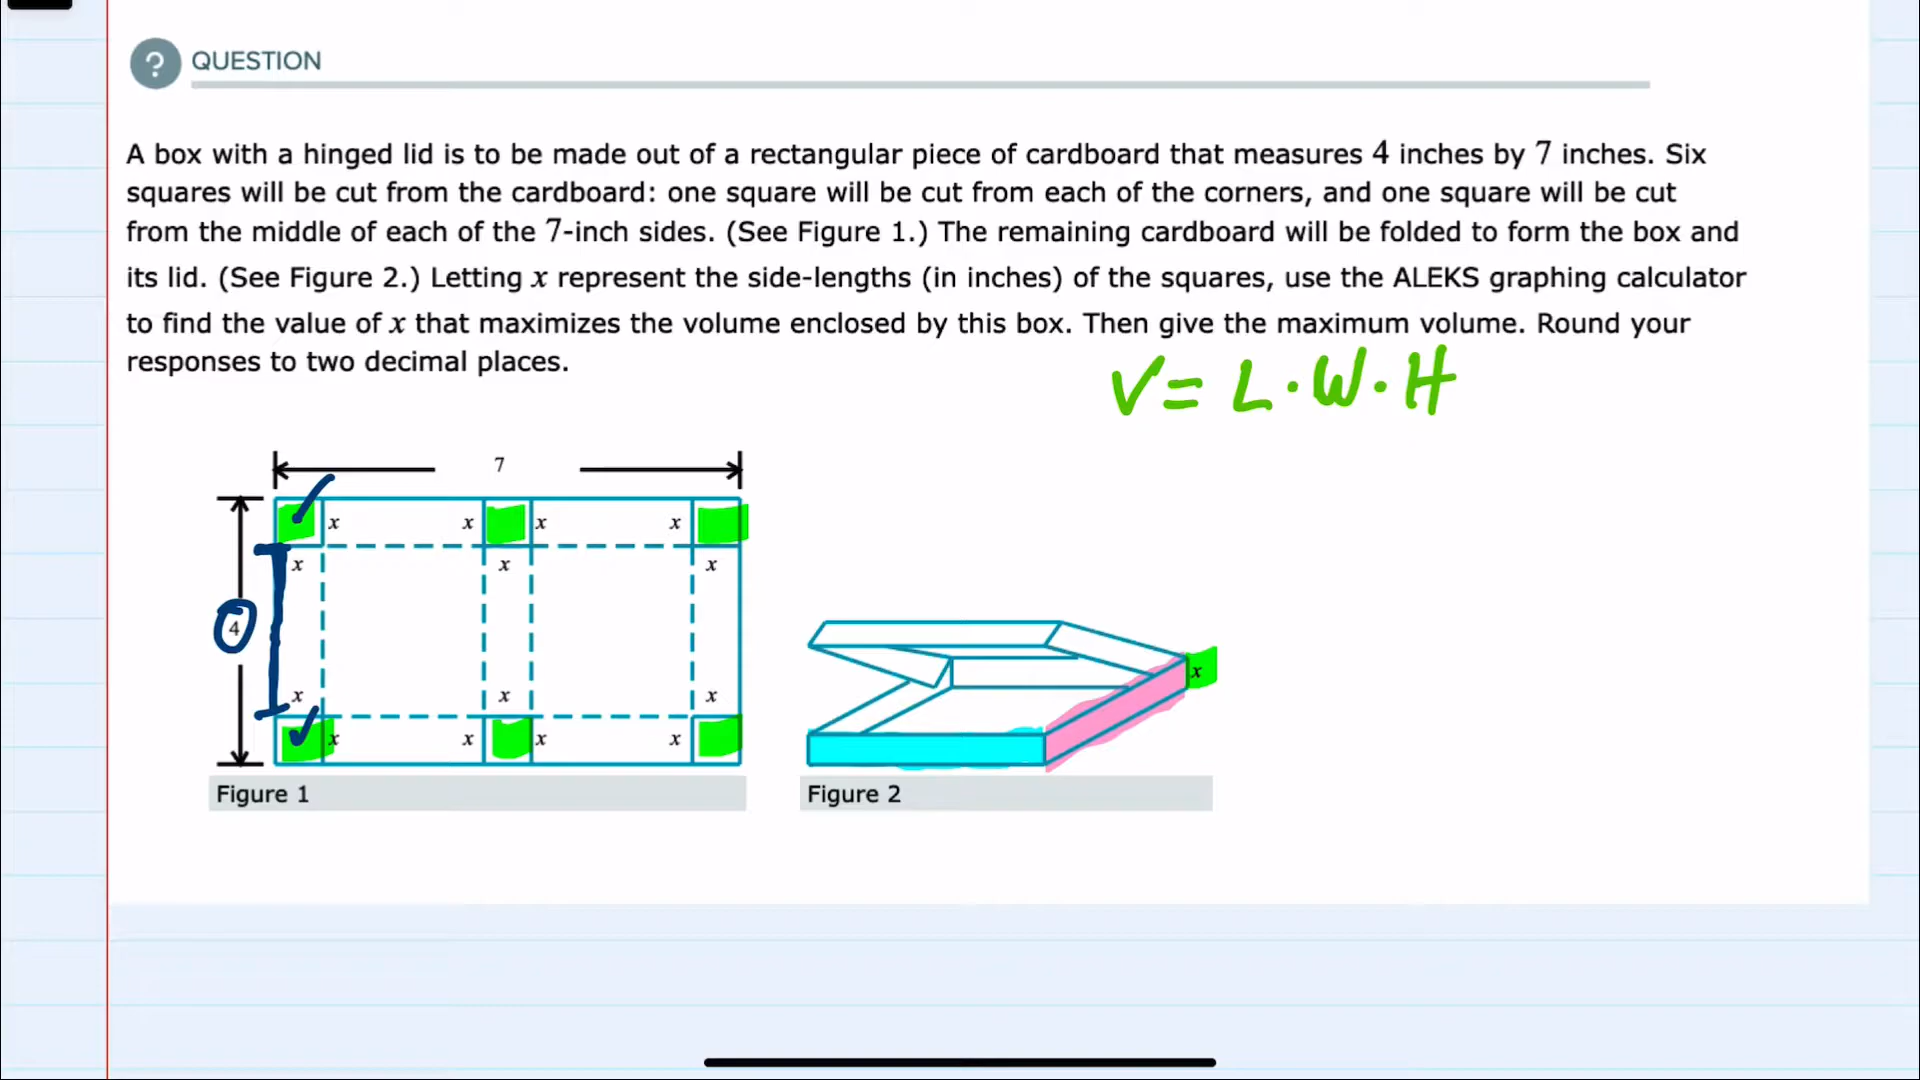 ? QUESTION
A box with a hinged lid is to be made out of a rectangular piece of cardboard that measures 4 inches by 7 inches. Six
squares will be cut from the cardboard: one square will be cut from each of the corners, and one square will be cut
from the middle of each of the 7-inch sides. (See Figure 1.) The remaining cardboard will be folded to form the box and
its lid. (See Figure 2.) Letting x represent the side-lengths (in inches) of the squares, use the ALEKS graphing calculator
to find the value of x that maximizes the volume enclosed by this box. Then give the maximum volume. Round your
responses to two decimal places.
V = L · W · H
7
x x x x
x x x
4
x
x x x
x x x x
Figure 1
Figure 2